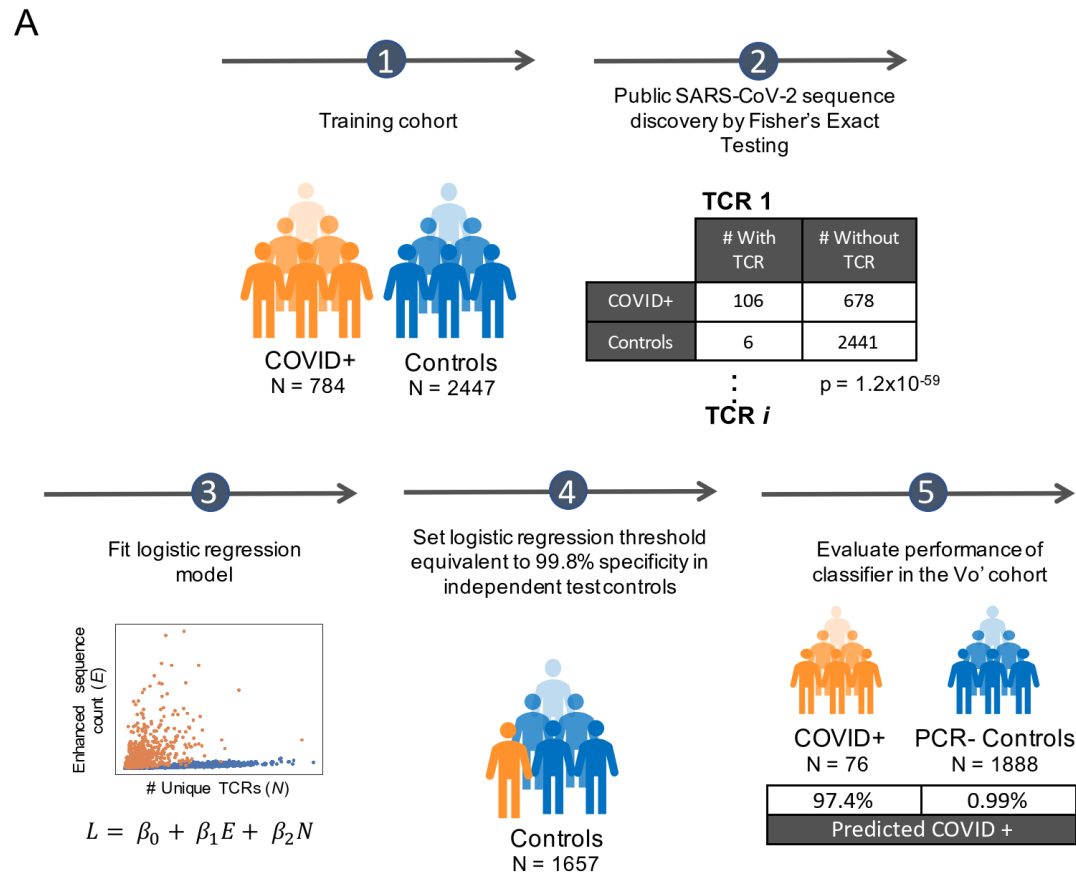 A
1
2
Training cohort
Public SARS-CoV-2 sequence
discovery by Fisher's Exact
Testing
COVID+
N = 784
Controls
N = 2447
TCR 1
# With
TCR
# Without
TCR
COVID+
106
678
Controls
6
2441
⋮
p = 1.2x10⁻⁵⁹
TCR i
3
4
5
Fit logistic regression
model
Set logistic regression threshold
equivalent to 99.8% specificity in
independent test controls
Evaluate performance of
classifier in the Vo' cohort
Enhanced sequence
count (E)
# Unique TCRs (N)
L = β₀ + β₁E + β₂N
Controls
N = 1657
COVID+
N = 76
PCR- Controls
N = 1888
97.4%
0.99%
Predicted COVID +